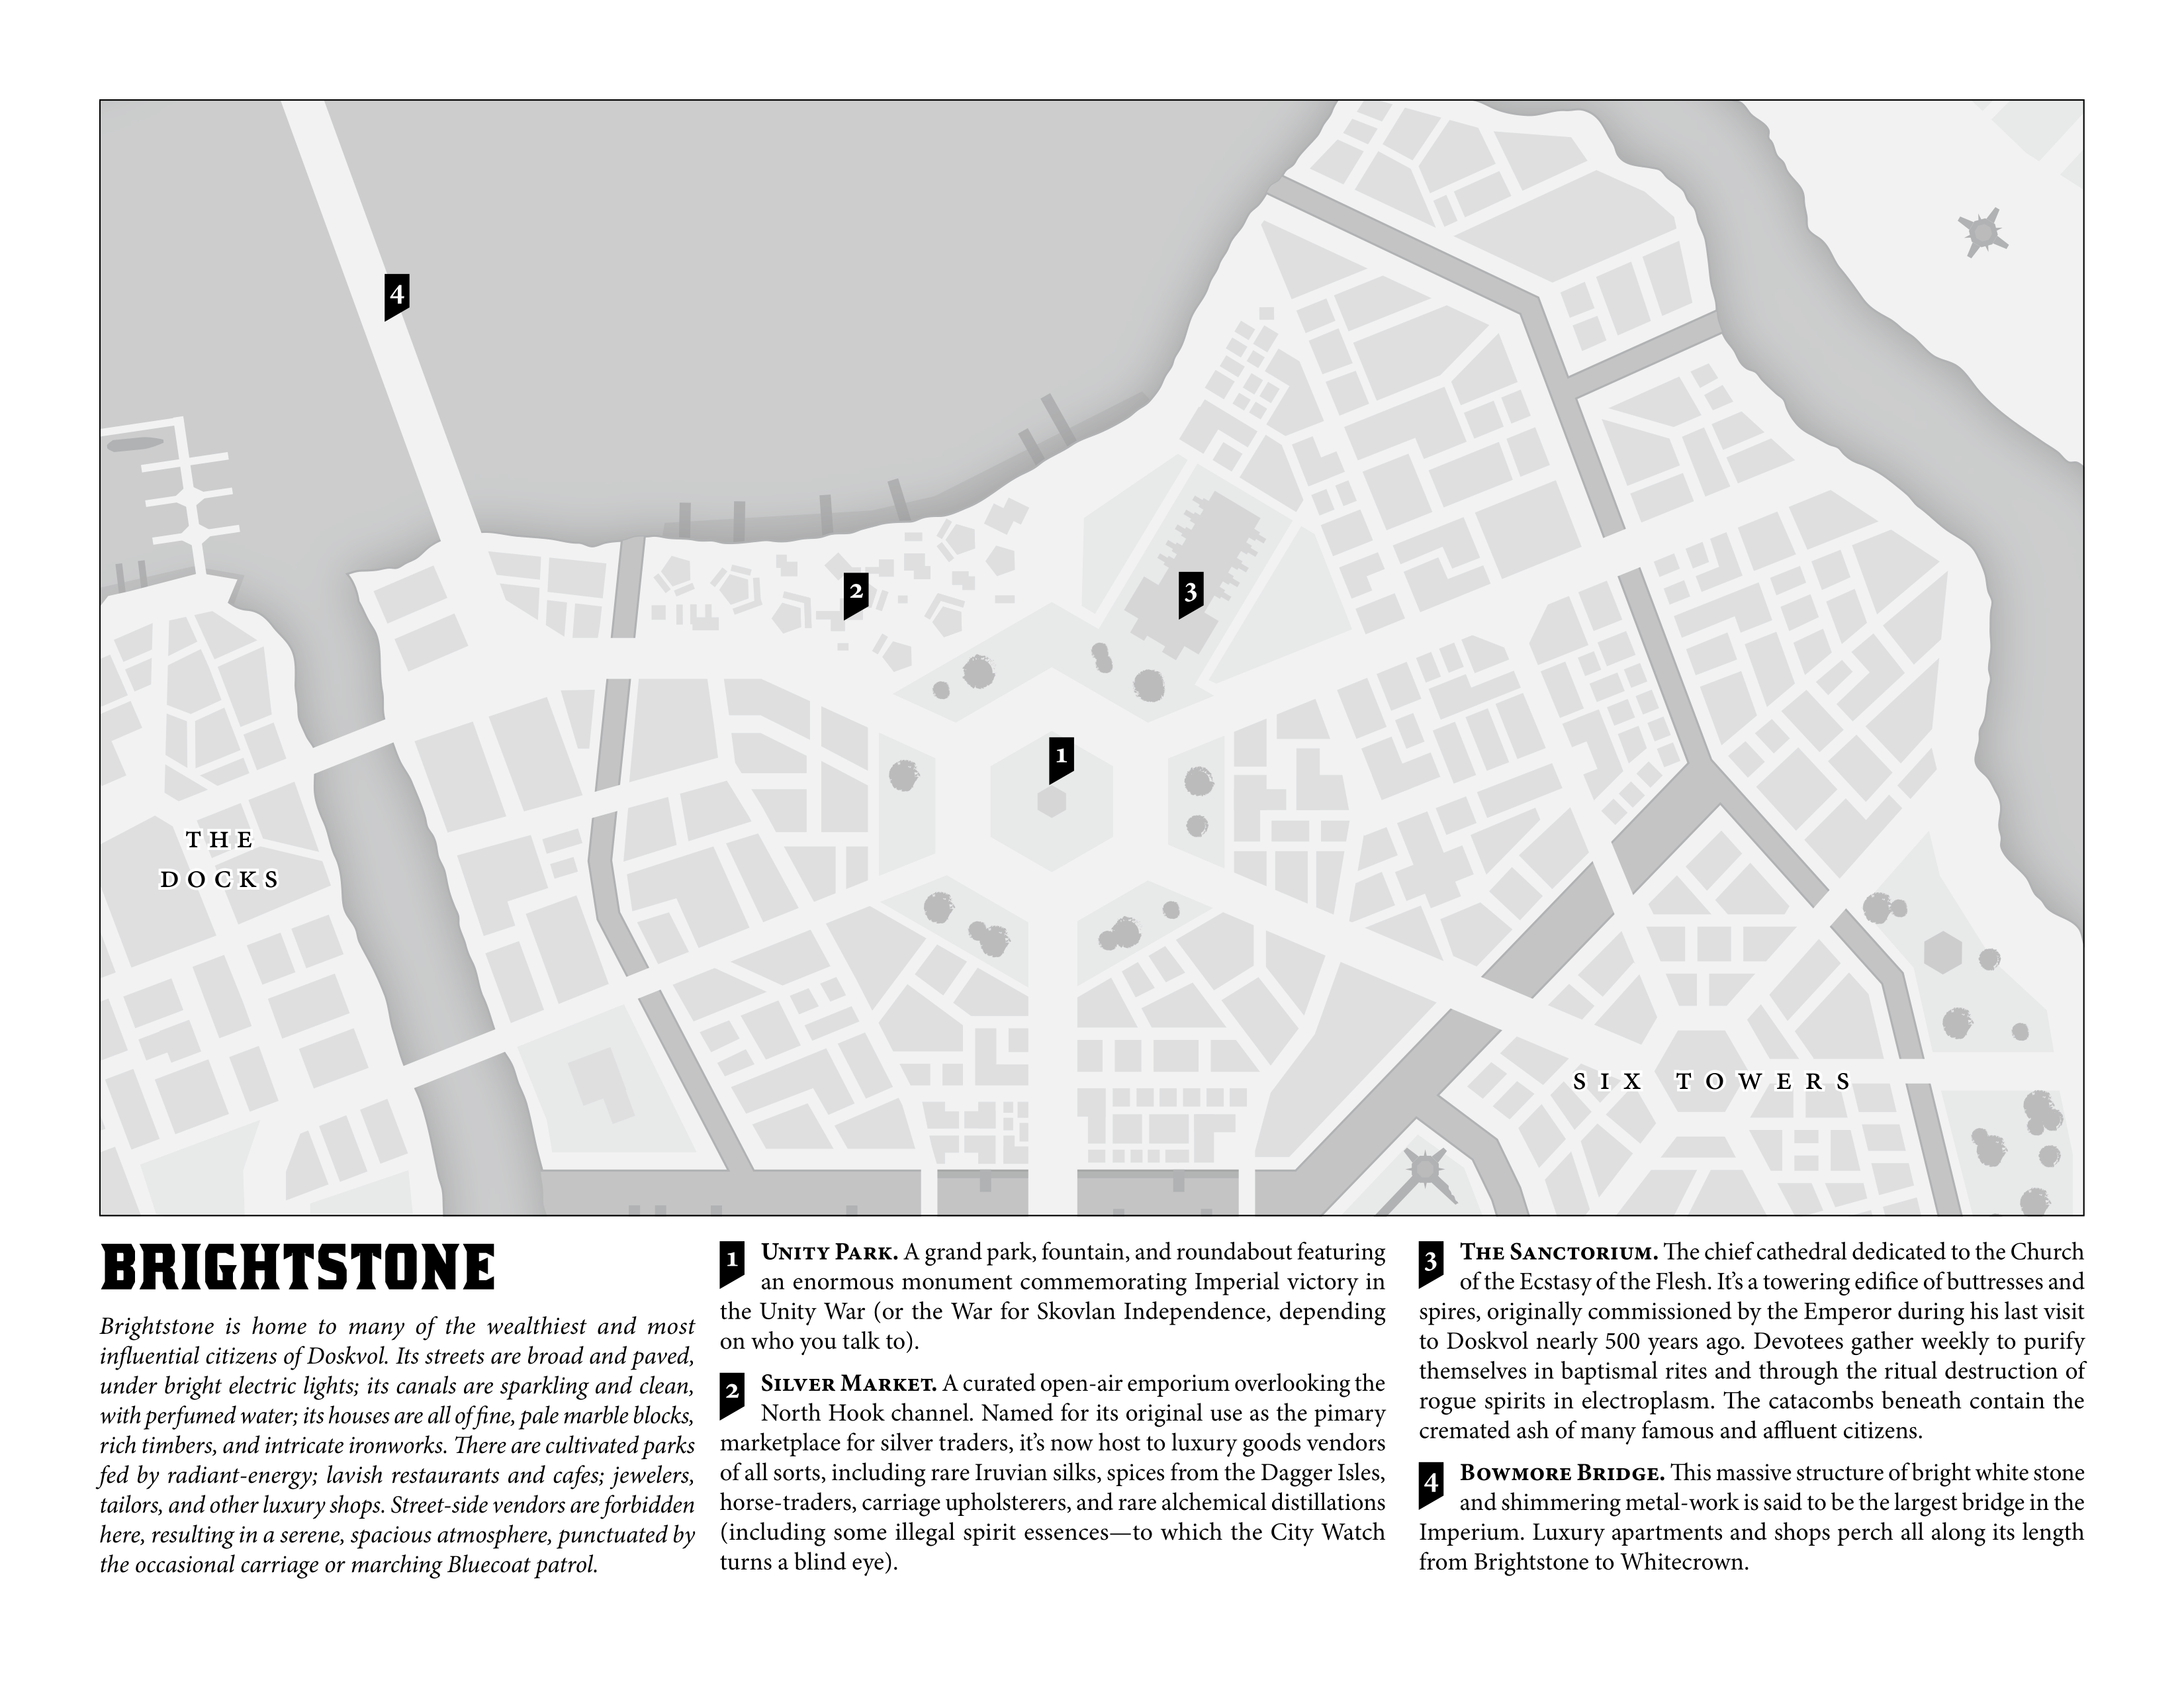 4
2
3
1
THE
DOCKS
SIX TOWERS
BRIGHTSTONE
Brightstone is home to many of the wealthiest and most
influential citizens of Doskvol. Its streets are broad and paved,
under bright electric lights; its canals are sparkling and clean,
with perfumed water; its houses are all of fine, pale marble blocks,
rich timbers, and intricate ironworks. There are cultivated parks
fed by radiant-energy; lavish restaurants and cafes; jewelers,
tailors, and other luxury shops. Street-side vendors are forbidden
here, resulting in a serene, spacious atmosphere, punctuated by
the occasional carriage or marching Bluecoat patrol.
1 Unity Park. A grand park, fountain, and roundabout featuring
an enormous monument commemorating Imperial victory in
the Unity War (or the War for Skovlan Independence, depending
on who you talk to).
2 Silver Market. A curated open-air emporium overlooking the
North Hook channel. Named for its original use as the pimary
marketplace for silver traders, it's now host to luxury goods vendors
of all sorts, including rare Iruvian silks, spices from the Dagger Isles,
horse-traders, carriage upholsterers, and rare alchemical distillations
(including some illegal spirit essences—to which the City Watch
turns a blind eye).
3 The Sanctorium. The chief cathedral dedicated to the Church
of the Ecstasy of the Flesh. It's a towering edifice of buttresses and
spires, originally commissioned by the Emperor during his last visit
to Doskvol nearly 500 years ago. Devotees gather weekly to purify
themselves in baptismal rites and through the ritual destruction of
rogue spirits in electroplasm. The catacombs beneath contain the
cremated ash of many famous and affluent citizens.
4 Bowmore Bridge. This massive structure of bright white stone
and shimmering metal-work is said to be the largest bridge in the
Imperium. Luxury apartments and shops perch all along its length
from Brightstone to Whitecrown.